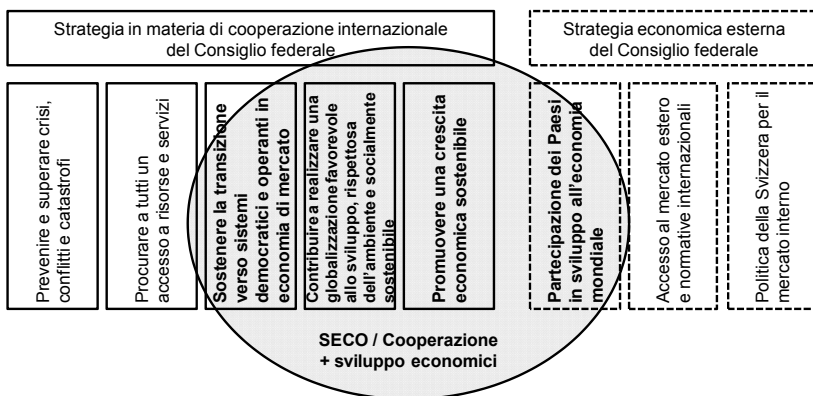 Strategia in materia di cooperazione internazionale
del Consiglio federale
Strategia economica esterna
del Consiglio federale
Prevenire e superare crisi,
conflitti e catastrofi
Procurare a tutti un
accesso a risorse e servizi
Sostenere la transizione
verso sistemi
democratici e operanti in
economia di mercato
Contribuire a realizzare una
globalizzazione favorevole
allo sviluppo, rispettosa
dell'ambiente e socialmente
sostenibile
Promuovere una crescita
economica sostenibile
Partecipazione dei Paesi
in sviluppo all'economia
mondiale
Accesso al mercato estero
e normative internazionali
Politica della Svizzera per il
mercato interno
SECO / Cooperazione
+ sviluppo economici